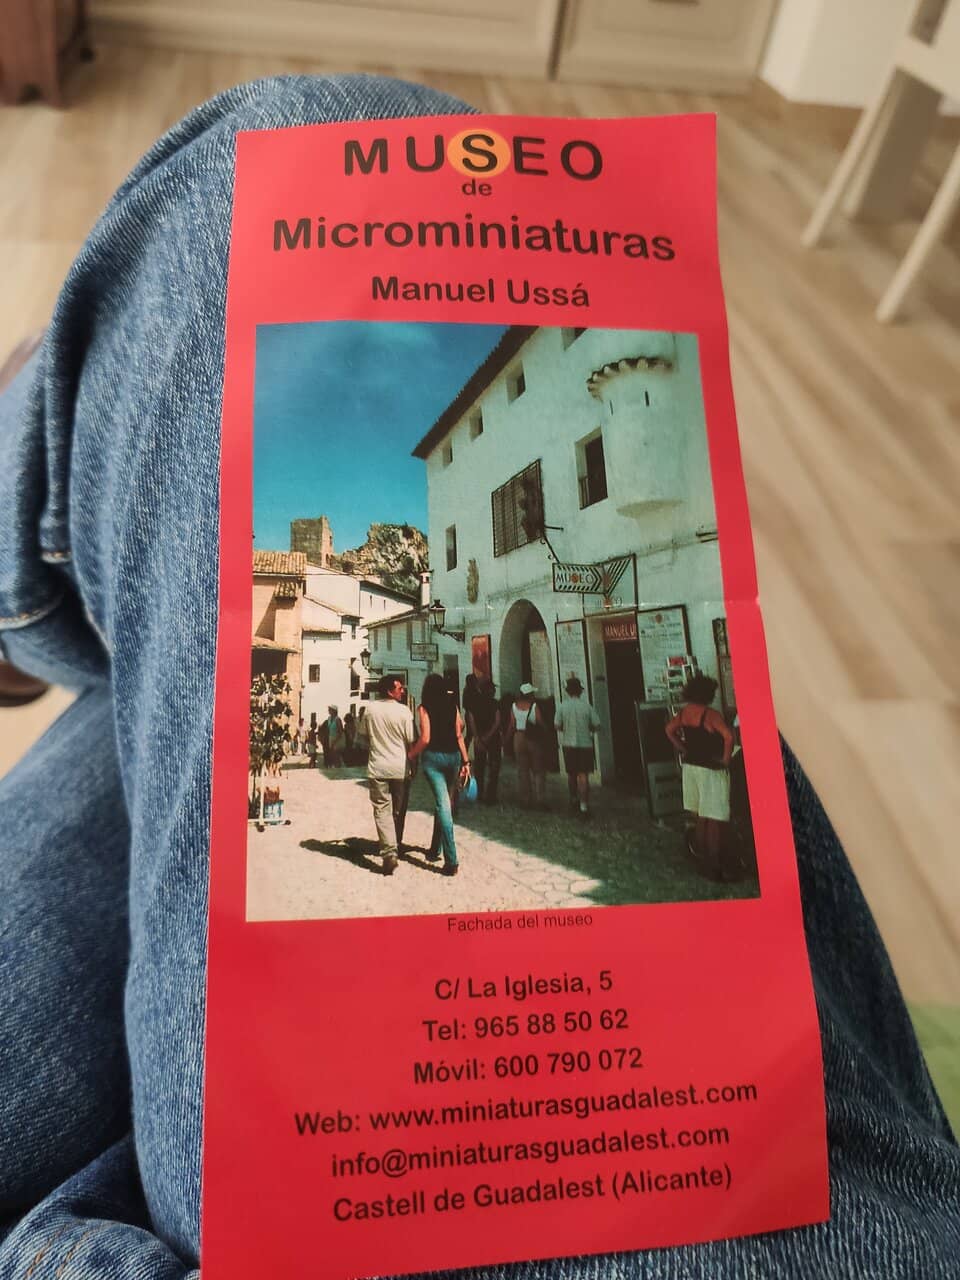 MUSEO
de
Microminiaturas
Manuel Ussá
MUSEO
MANUEL U
Fachada del museo
C/ La Iglesia, 5
Tel: 965 88 50 62
Móvil: 600 790 072
Web: www.miniaturasguadalest.com
info@miniaturasguadalest.com
Castell de Guadalest (Alicante)